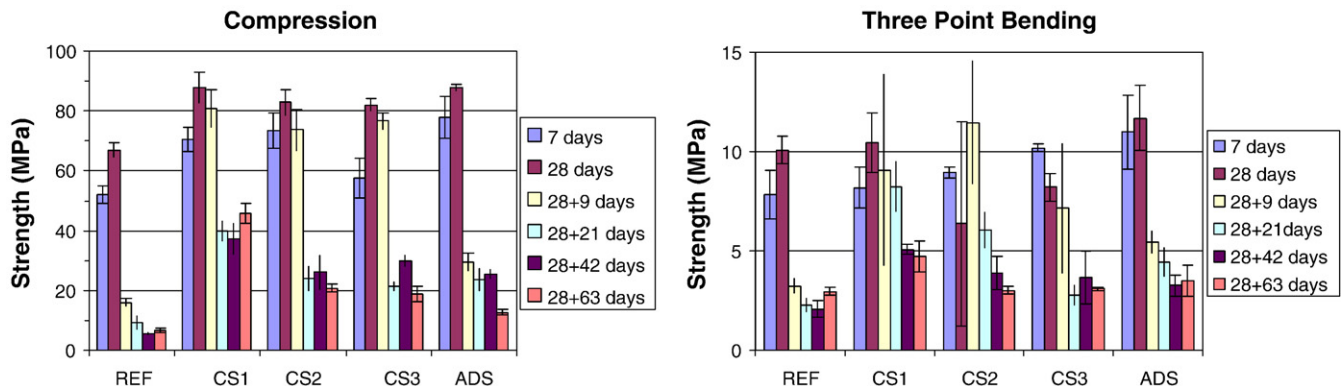 Compression
Strength (MPa)
100
80
60
40
20
0
REF CS1 CS2 CS3 ADS
7 days
28 days
28+9 days
28+21 days
28+42 days
28+63 days
Three Point Bending
Strength (MPa)
15
10
5
0
REF CS1 CS2 CS3 ADS
7 days
28 days
28+9 days
28+21days
28+42 days
28+63 days